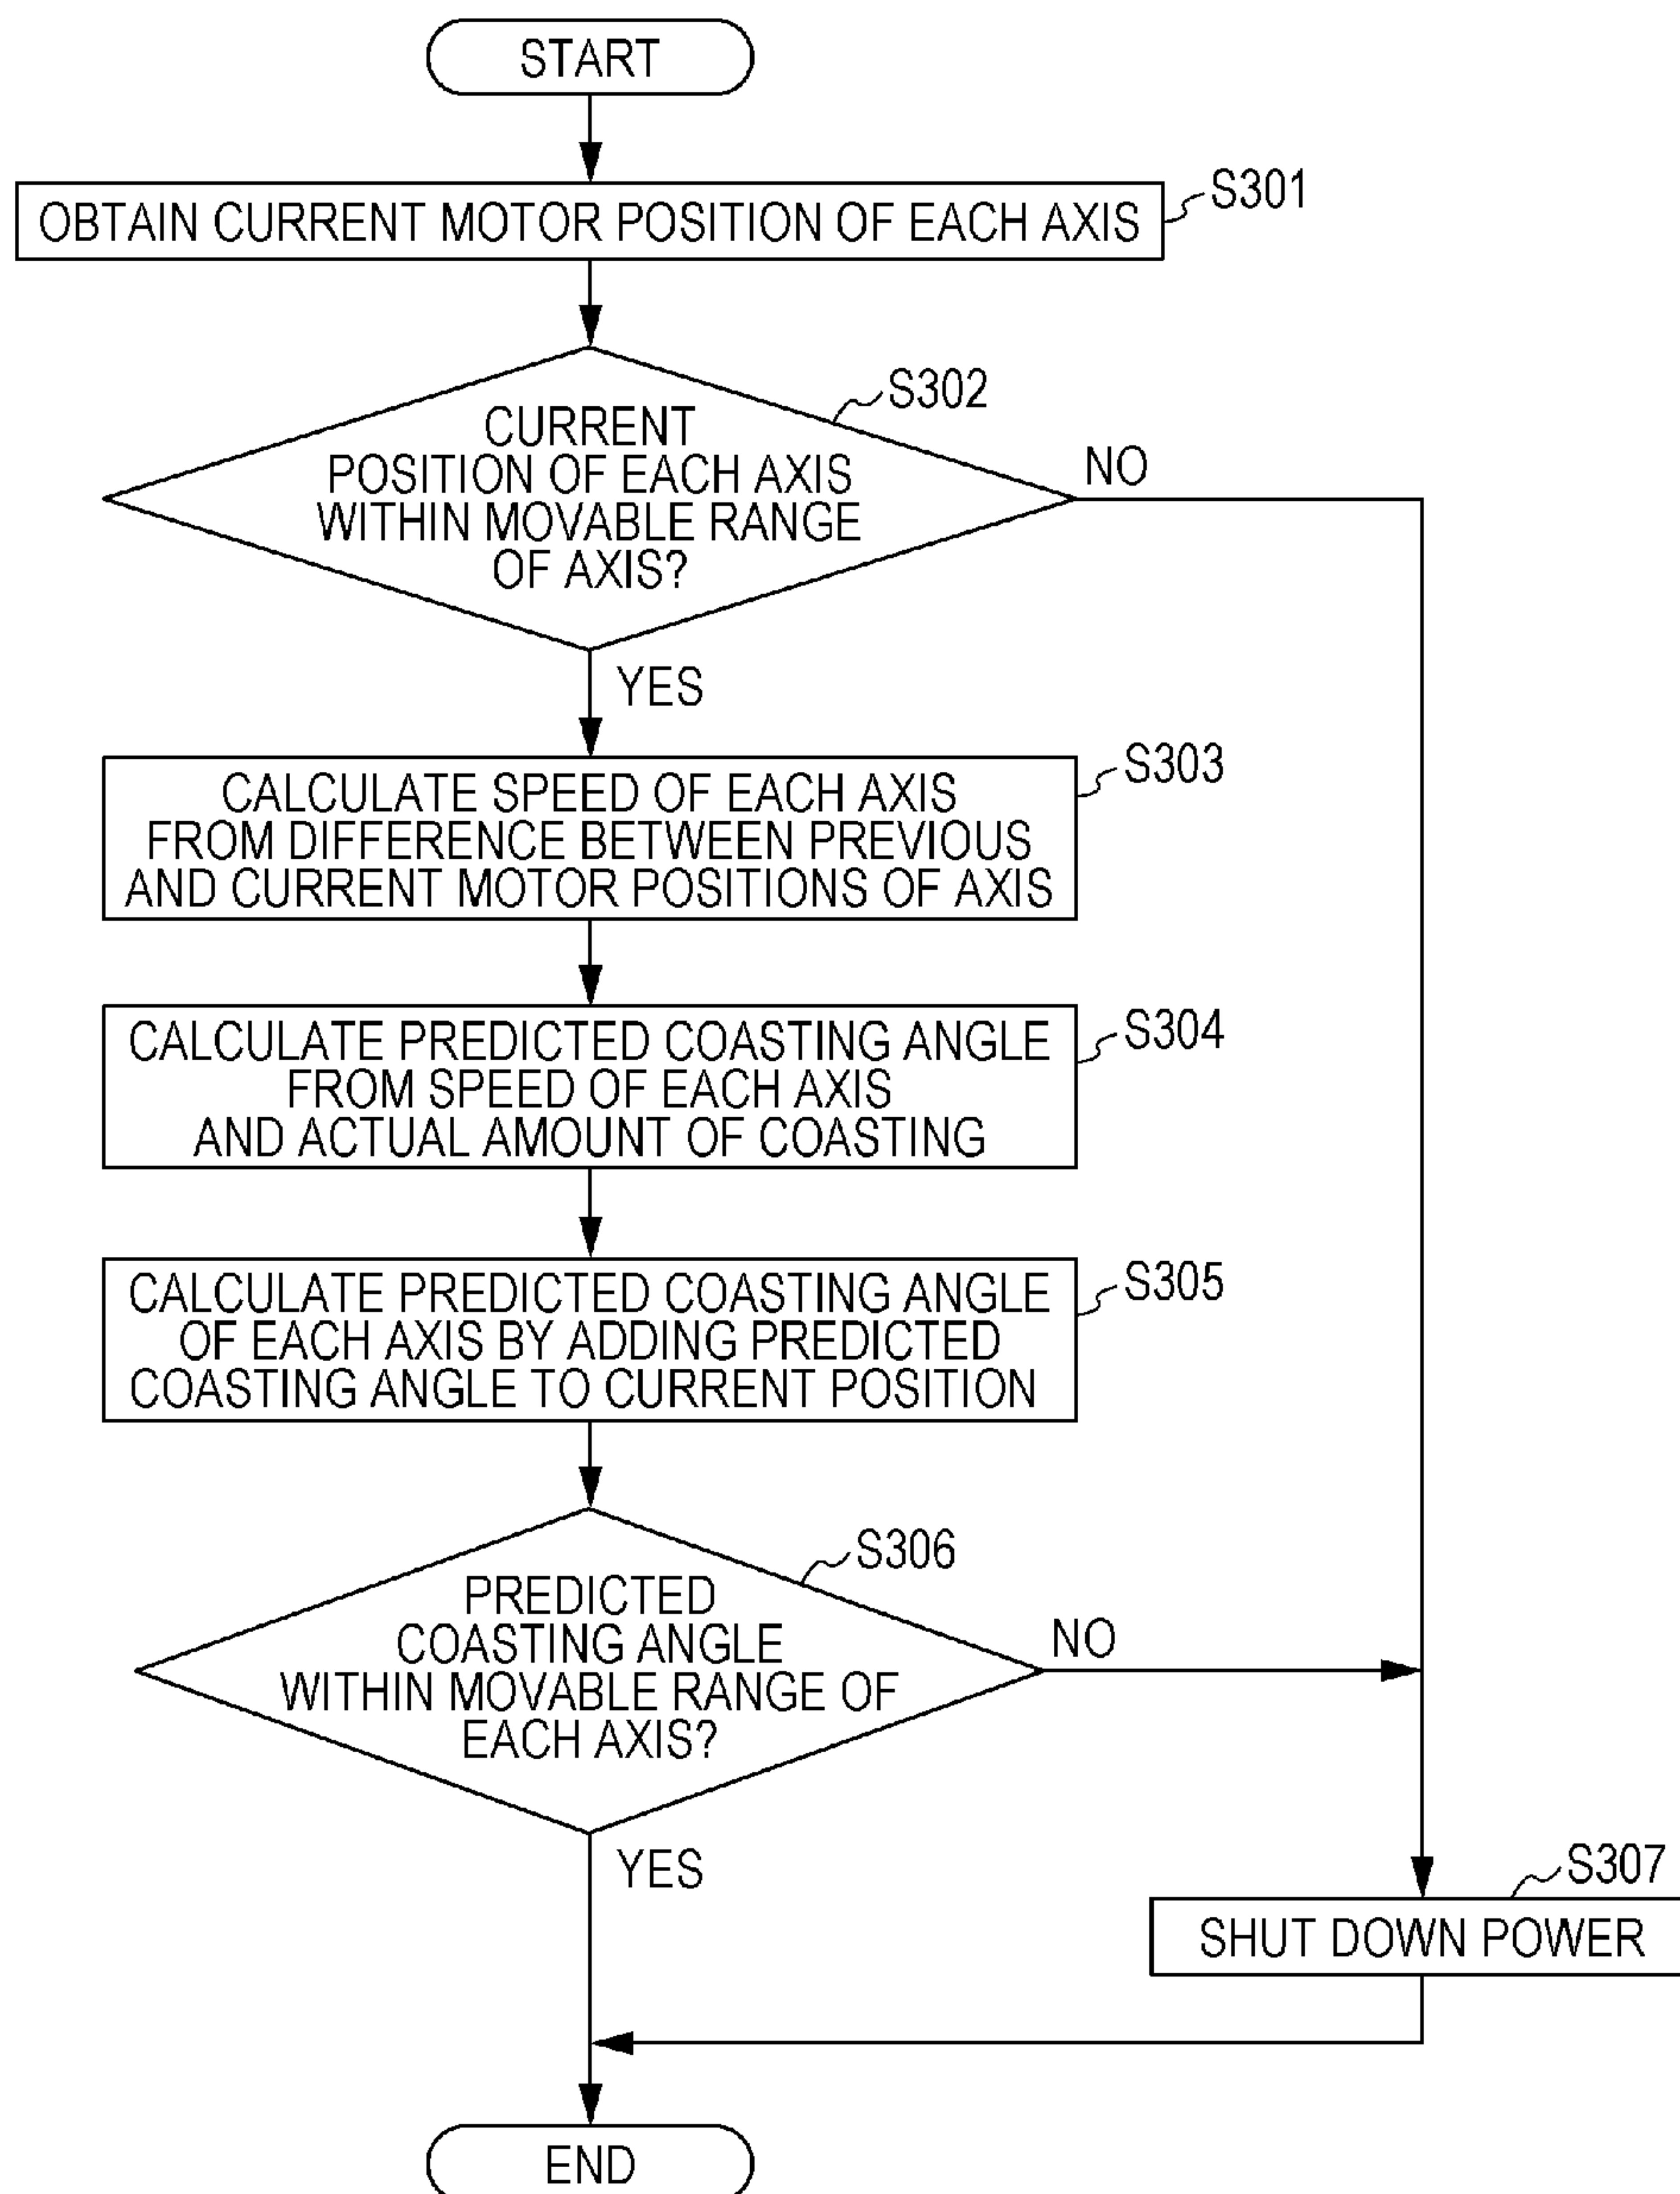 START
OBTAIN CURRENT MOTOR POSITION OF EACH AXIS
S301
S302
CURRENT
POSITION OF EACH AXIS
WITHIN MOVABLE RANGE
OF AXIS?
NO
YES
S303
CALCULATE SPEED OF EACH AXIS
FROM DIFFERENCE BETWEEN PREVIOUS
AND CURRENT MOTOR POSITIONS OF AXIS
S304
CALCULATE PREDICTED COASTING ANGLE
FROM SPEED OF EACH AXIS
AND ACTUAL AMOUNT OF COASTING
S305
CALCULATE PREDICTED COASTING ANGLE
OF EACH AXIS BY ADDING PREDICTED
COASTING ANGLE TO CURRENT POSITION
S306
PREDICTED
COASTING ANGLE
WITHIN MOVABLE RANGE OF
EACH AXIS?
NO
YES
S307
SHUT DOWN POWER
END